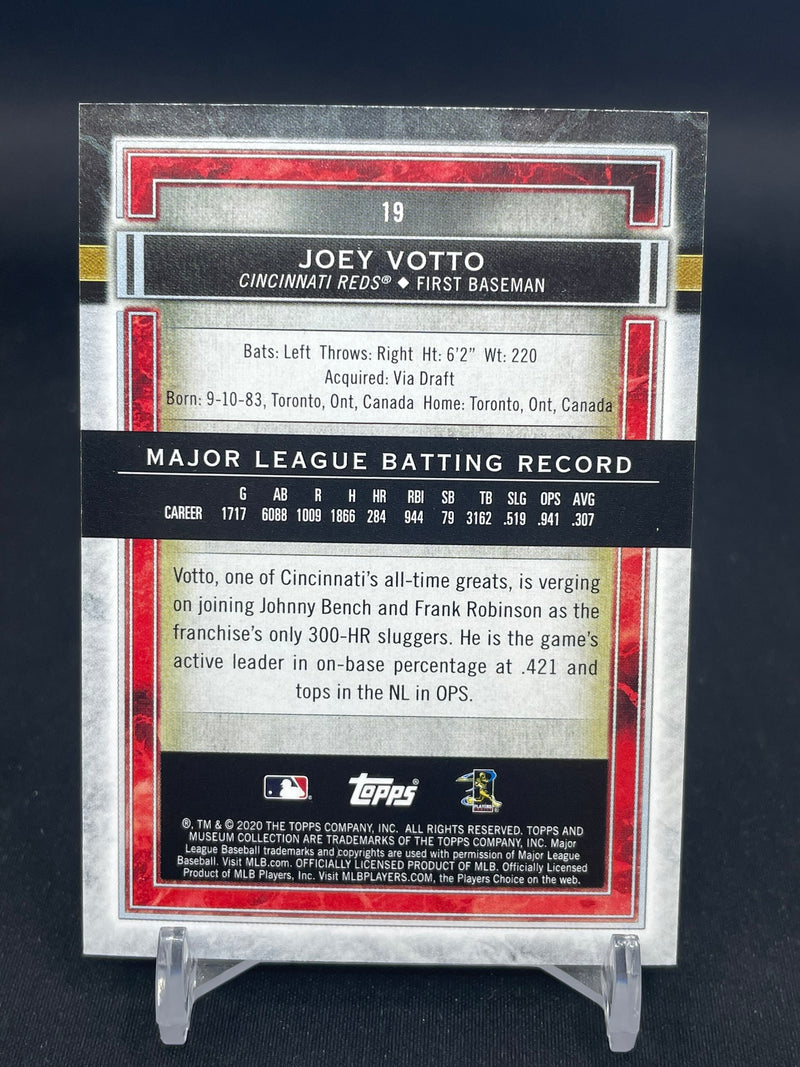 19
JOEY VOTTO
CINCINNATI REDS® ◆ FIRST BASEMAN
Bats: Left Throws: Right Ht: 6'2" Wt: 220
Acquired: Via Draft
Born: 9-10-83, Toronto, Ont, Canada Home: Toronto, Ont, Canada
MAJOR LEAGUE BATTING RECORD
G AB R H HR RBI SB TB SLG OPS AVG
CAREER 1717 6088 1009 1866 284 944 79 3162 .519 .941 .307
Votto, one of Cincinnati's all-time greats, is verging
on joining Johnny Bench and Frank Robinson as the
franchise's only 300-HR sluggers. He is the game's
active leader in on-base percentage at .421 and
tops in the NL in OPS.
Topps® PLAYERS
®, TM & © 2020 THE TOPPS COMPANY, INC. ALL RIGHTS RESERVED. TOPPS AND
MUSEUM COLLECTION ARE TRADEMARKS OF THE TOPPS COMPANY, INC. Major
League Baseball trademarks and copyrights are used with permission of Major League
Baseball. Visit MLB.com. OFFICIALLY LICENSED PRODUCT OF MLB. Officially Licensed
Product of MLB Players, Inc. Visit MLBPLAYERS.COM, the Players Choice on the web.